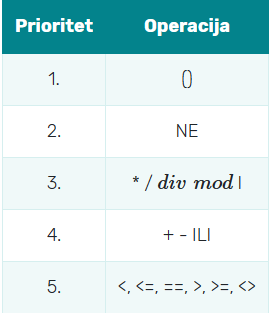 Prioritet Operacija
1. ()
2. NE
3. * / div mod I
4. + - ILI
5. <, <=, ==, >, >=, <>